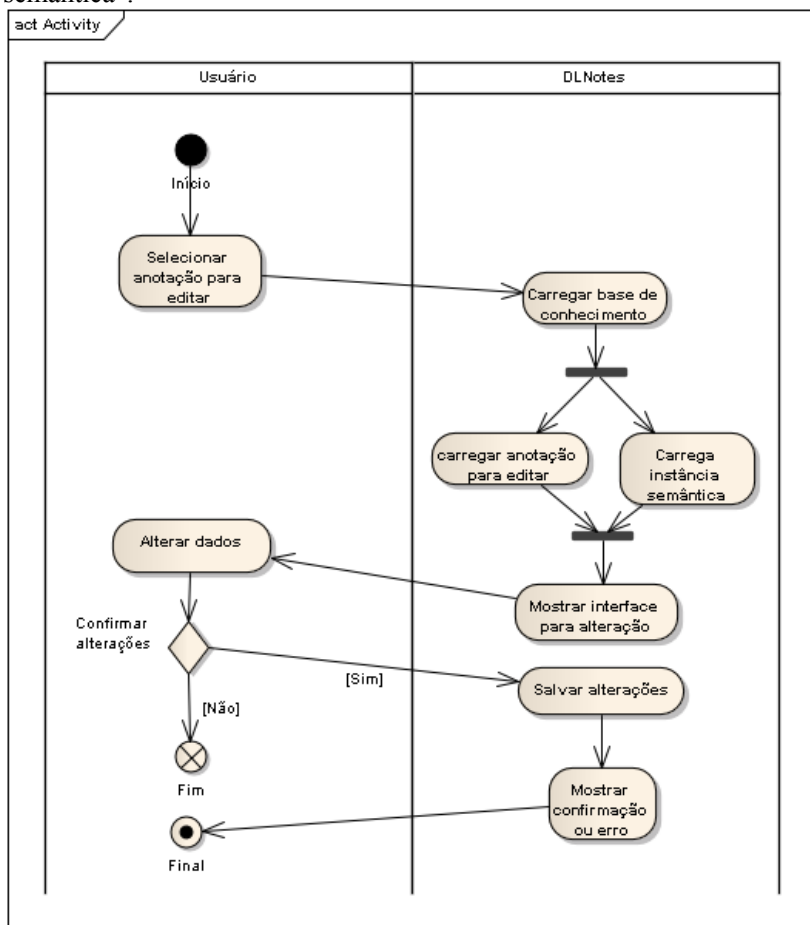 semântica".
act Activity
Usuário
DLNotes
Início
Selecionar
anotação para
editar
Carregar base de
conhecimento
carregar anotação
para editar
Carrega
instância
semântica
Alterar dados
Mostrar interface
para alteração
Confirmar
alterações
[Sim]
Salvar alterações
[Não]
Fim
Mostrar
confirmação
ou erro
Final